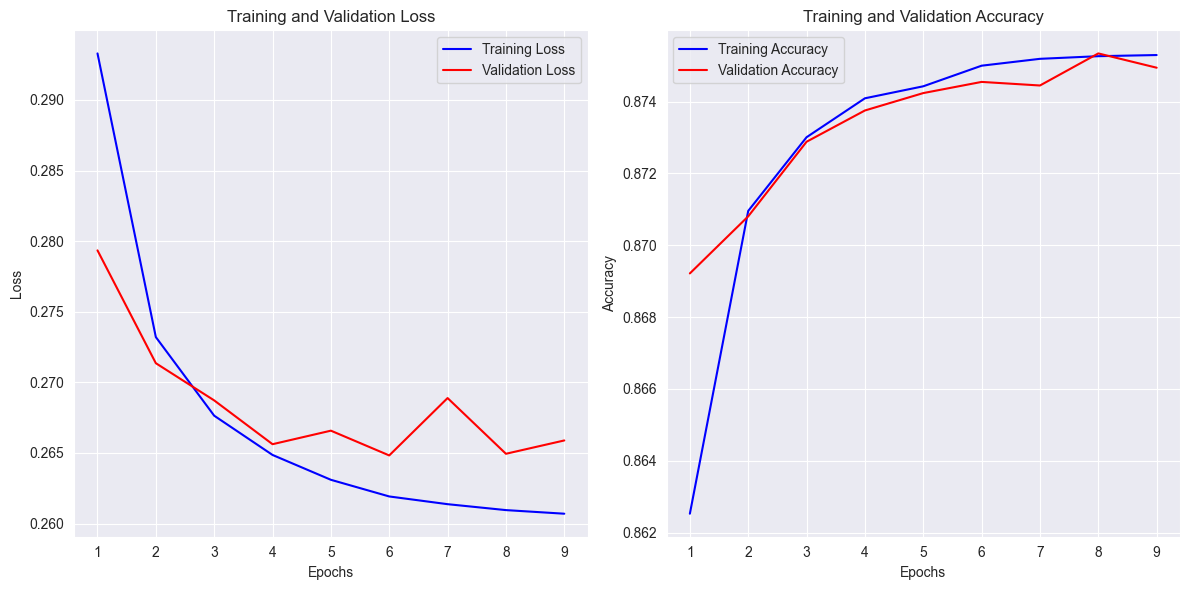 Training and Validation Loss
Training Loss
Validation Loss
0.290
0.285
0.280
0.275
0.270
0.265
0.260
Loss
1 2 3 4 5 6 7 8 9
Epochs
Training and Validation Accuracy
Training Accuracy
Validation Accuracy
0.874
0.872
0.870
0.868
0.866
0.864
0.862
Accuracy
1 2 3 4 5 6 7 8 9
Epochs